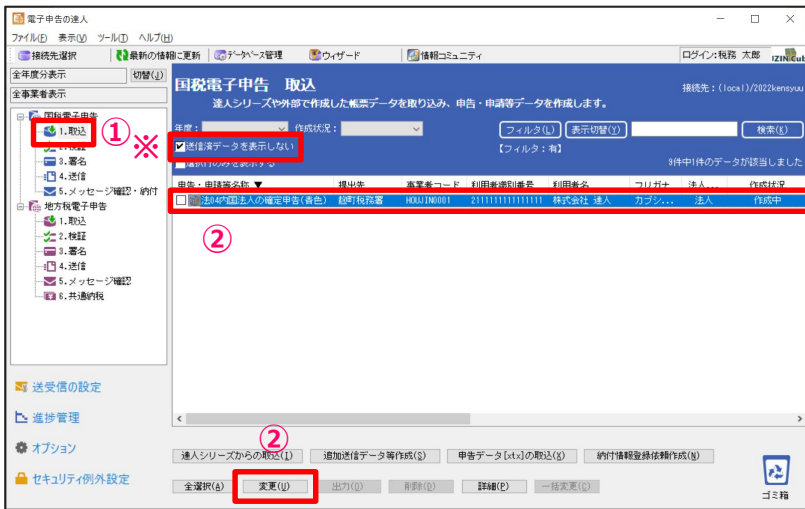 電子申告の達人
ファイル(F) 表示(V) ツール(T) ヘルプ(H)
接続先選択 最新の情報に更新 データベース管理 ウィザード 情報コミュニティ ログイン:税務 太郎
全年度分表示 切替(J)
全事業者表示
国税電子申告
1.取込
① ※
3.署名
4.送信
5.メッセージ確認・納付
地方税電子申告
1.取込
2.検証
3.署名
4.送信
5.メッセージ確認
6.共通納税
送受信の設定
進捗管理
オプション
セキュリティ例外設定
国税電子申告 取込 接続先:(local)/2022kensyuu
達人シリーズや外部で作成した帳票データを取り込み、申告・申請等データを作成します。
年度: 作成状況: フィルタ(L) 表示切替(Y) 検索(K)
送信済データを表示しない 【フィルタ:有】
選択行のみを表示する 8件中1件のデータが該当しました
申告・申請等名称 ▼ 提出先 事業者コード 利用者識別番号 利用者名 フリガナ 法人... 作成状況
法04内国法人の確定申告(青色) 麹町税務署 HOUJIN0001 2111111111111111 株式会社 達人 カブシ... 法人 作成中
②
②
達人シリーズからの取込(I) 追加送信データ等作成(S) 申告データ[xtx]の取込(X) 納付情報登録依頼作成(N)
全選択(A) 変更(U) 出力(O) 削除(D) 詳細(P) 一括変更(C)
ゴミ箱